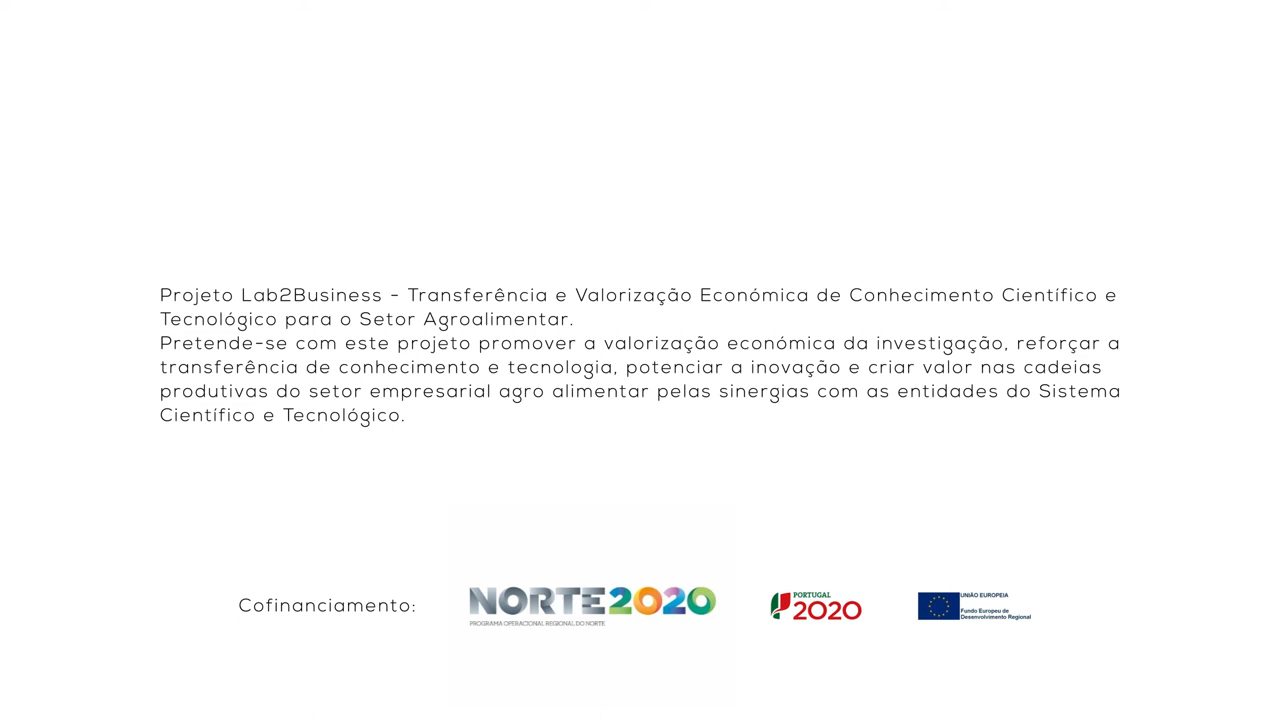 Projeto Lab2Business - Transferência e Valorização Económica de Conhecimento Científico e
Tecnológico para o Setor Agroalimentar.
Pretende-se com este projeto promover a valorização económica da investigação, reforçar a
transferência de conhecimento e tecnologia, potenciar a inovação e criar valor nas cadeias
produtivas do setor empresarial agro alimentar pelas sinergias com as entidades do Sistema
Científico e Tecnológico.
Cofinanciamento:
NORTE2020
PROGRAMA OPERACIONAL REGIONAL DO NORTE
PORTUGAL
2020
UNIÃO EUROPEIA
Fundo Europeu de
Desenvolvimento Regional